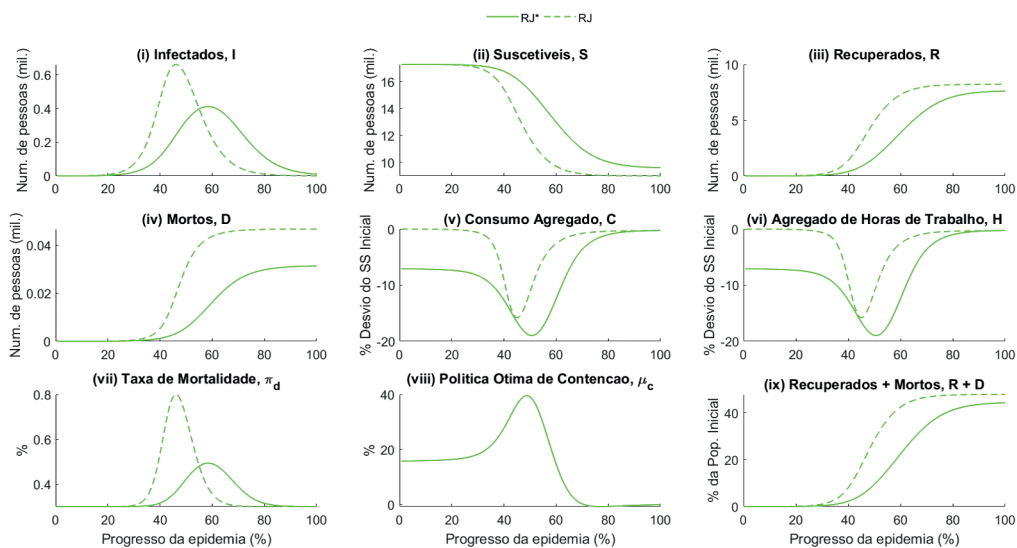 RJ* RJ
(i) Infectados, I
Num. de pessoas (mil.)
0.6
0.4
0.2
0
0 20 40 60 80 100
(ii) Suscetiveis, S
Num. de pessoas (mil.)
16
14
12
10
0 20 40 60 80 100
(iii) Recuperados, R
Num. de pessoas (mil.)
10
5
0
0 20 40 60 80 100
(iv) Mortos, D
Num. de pessoas (mil.)
0.04
0.02
0
0 20 40 60 80 100
(v) Consumo Agregado, C
% Desvio do SS Inicial
0
-10
-20
0 20 40 60 80 100
(vi) Agregado de Horas de Trabalho, H
% Desvio do SS Inicial
0
-10
-20
0 20 40 60 80 100
(vii) Taxa de Mortalidade, π_d
%
0.8
0.6
0.4
0 20 40 60 80 100
Progresso da epidemia (%)
(viii) Politica Otima de Contencao, μ_c
%
40
20
0
0 20 40 60 80 100
Progresso da epidemia (%)
(ix) Recuperados + Mortos, R + D
% da Pop. Inicial
40
20
0
0 20 40 60 80 100
Progresso da epidemia (%)